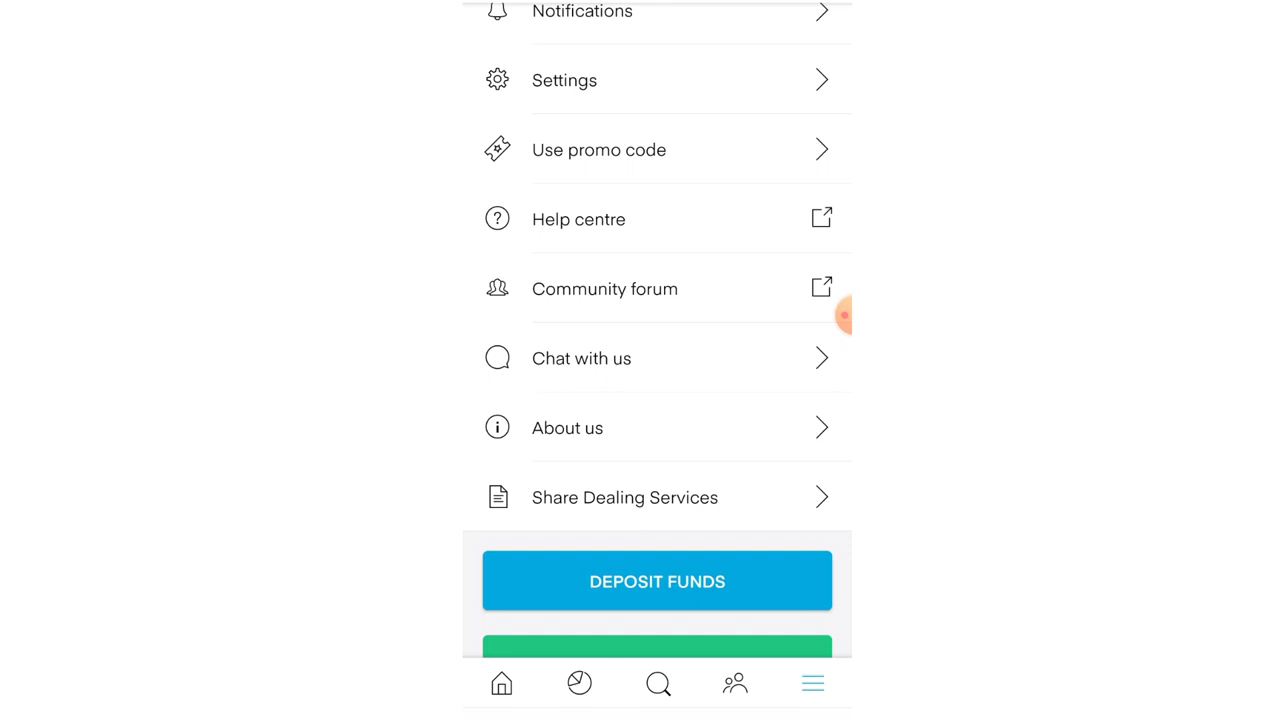 Notifications
Settings
Use promo code
Help centre
Community forum
Chat with us
About us
Share Dealing Services
DEPOSIT FUNDS